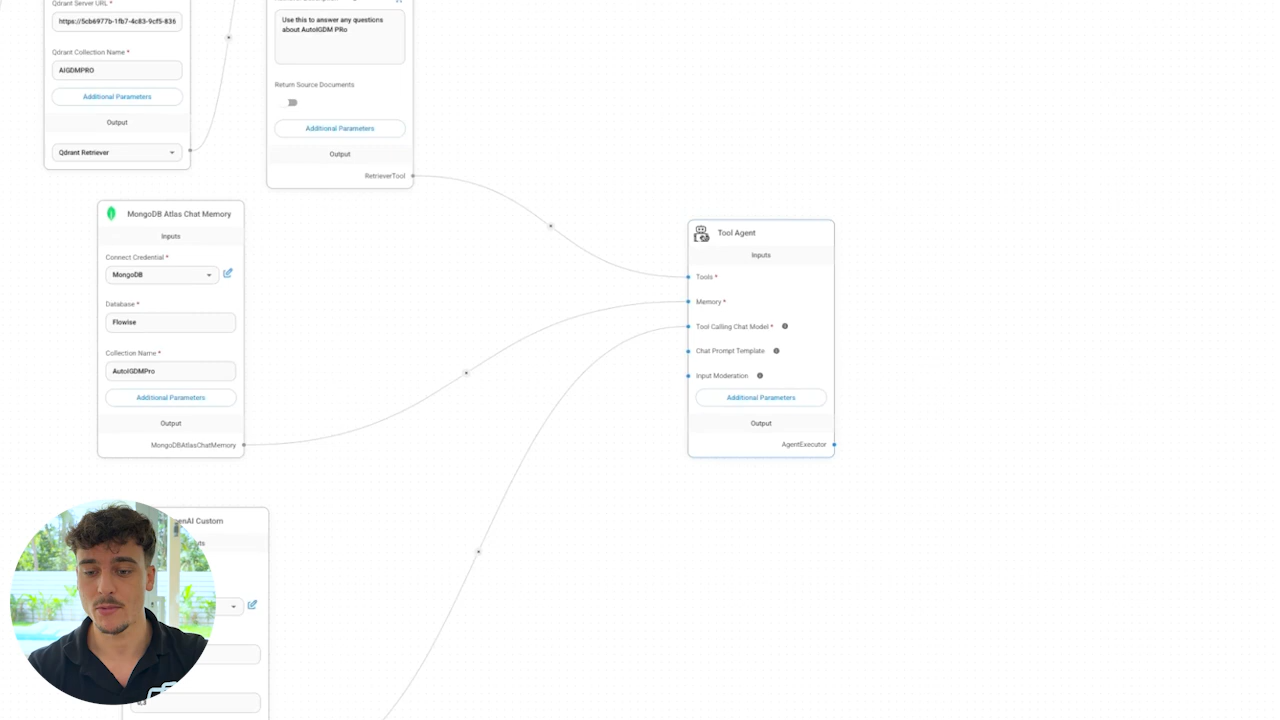 Qdrant Server URL *
https://5cb6977b-1fb7-4c83-9cf5-836
Qdrant Collection Name *
AIGDMPRO
Additional Parameters
Output
Qdrant Retriever
Use this to answer any questions
about AutoIGDM PRo
Return Source Documents
Additional Parameters
Output
RetrieverTool
MongoDB Atlas Chat Memory
Inputs
Connect Credential *
MongoDB
Database *
Flowise
Collection Name *
AutoIGDMPro
Additional Parameters
Output
MongoDBAtlasChatMemory
Tool Agent
Inputs
Tools *
Memory *
Tool Calling Chat Model *
Chat Prompt Template
Input Moderation
Additional Parameters
Output
AgentExecutor
enAI Custom